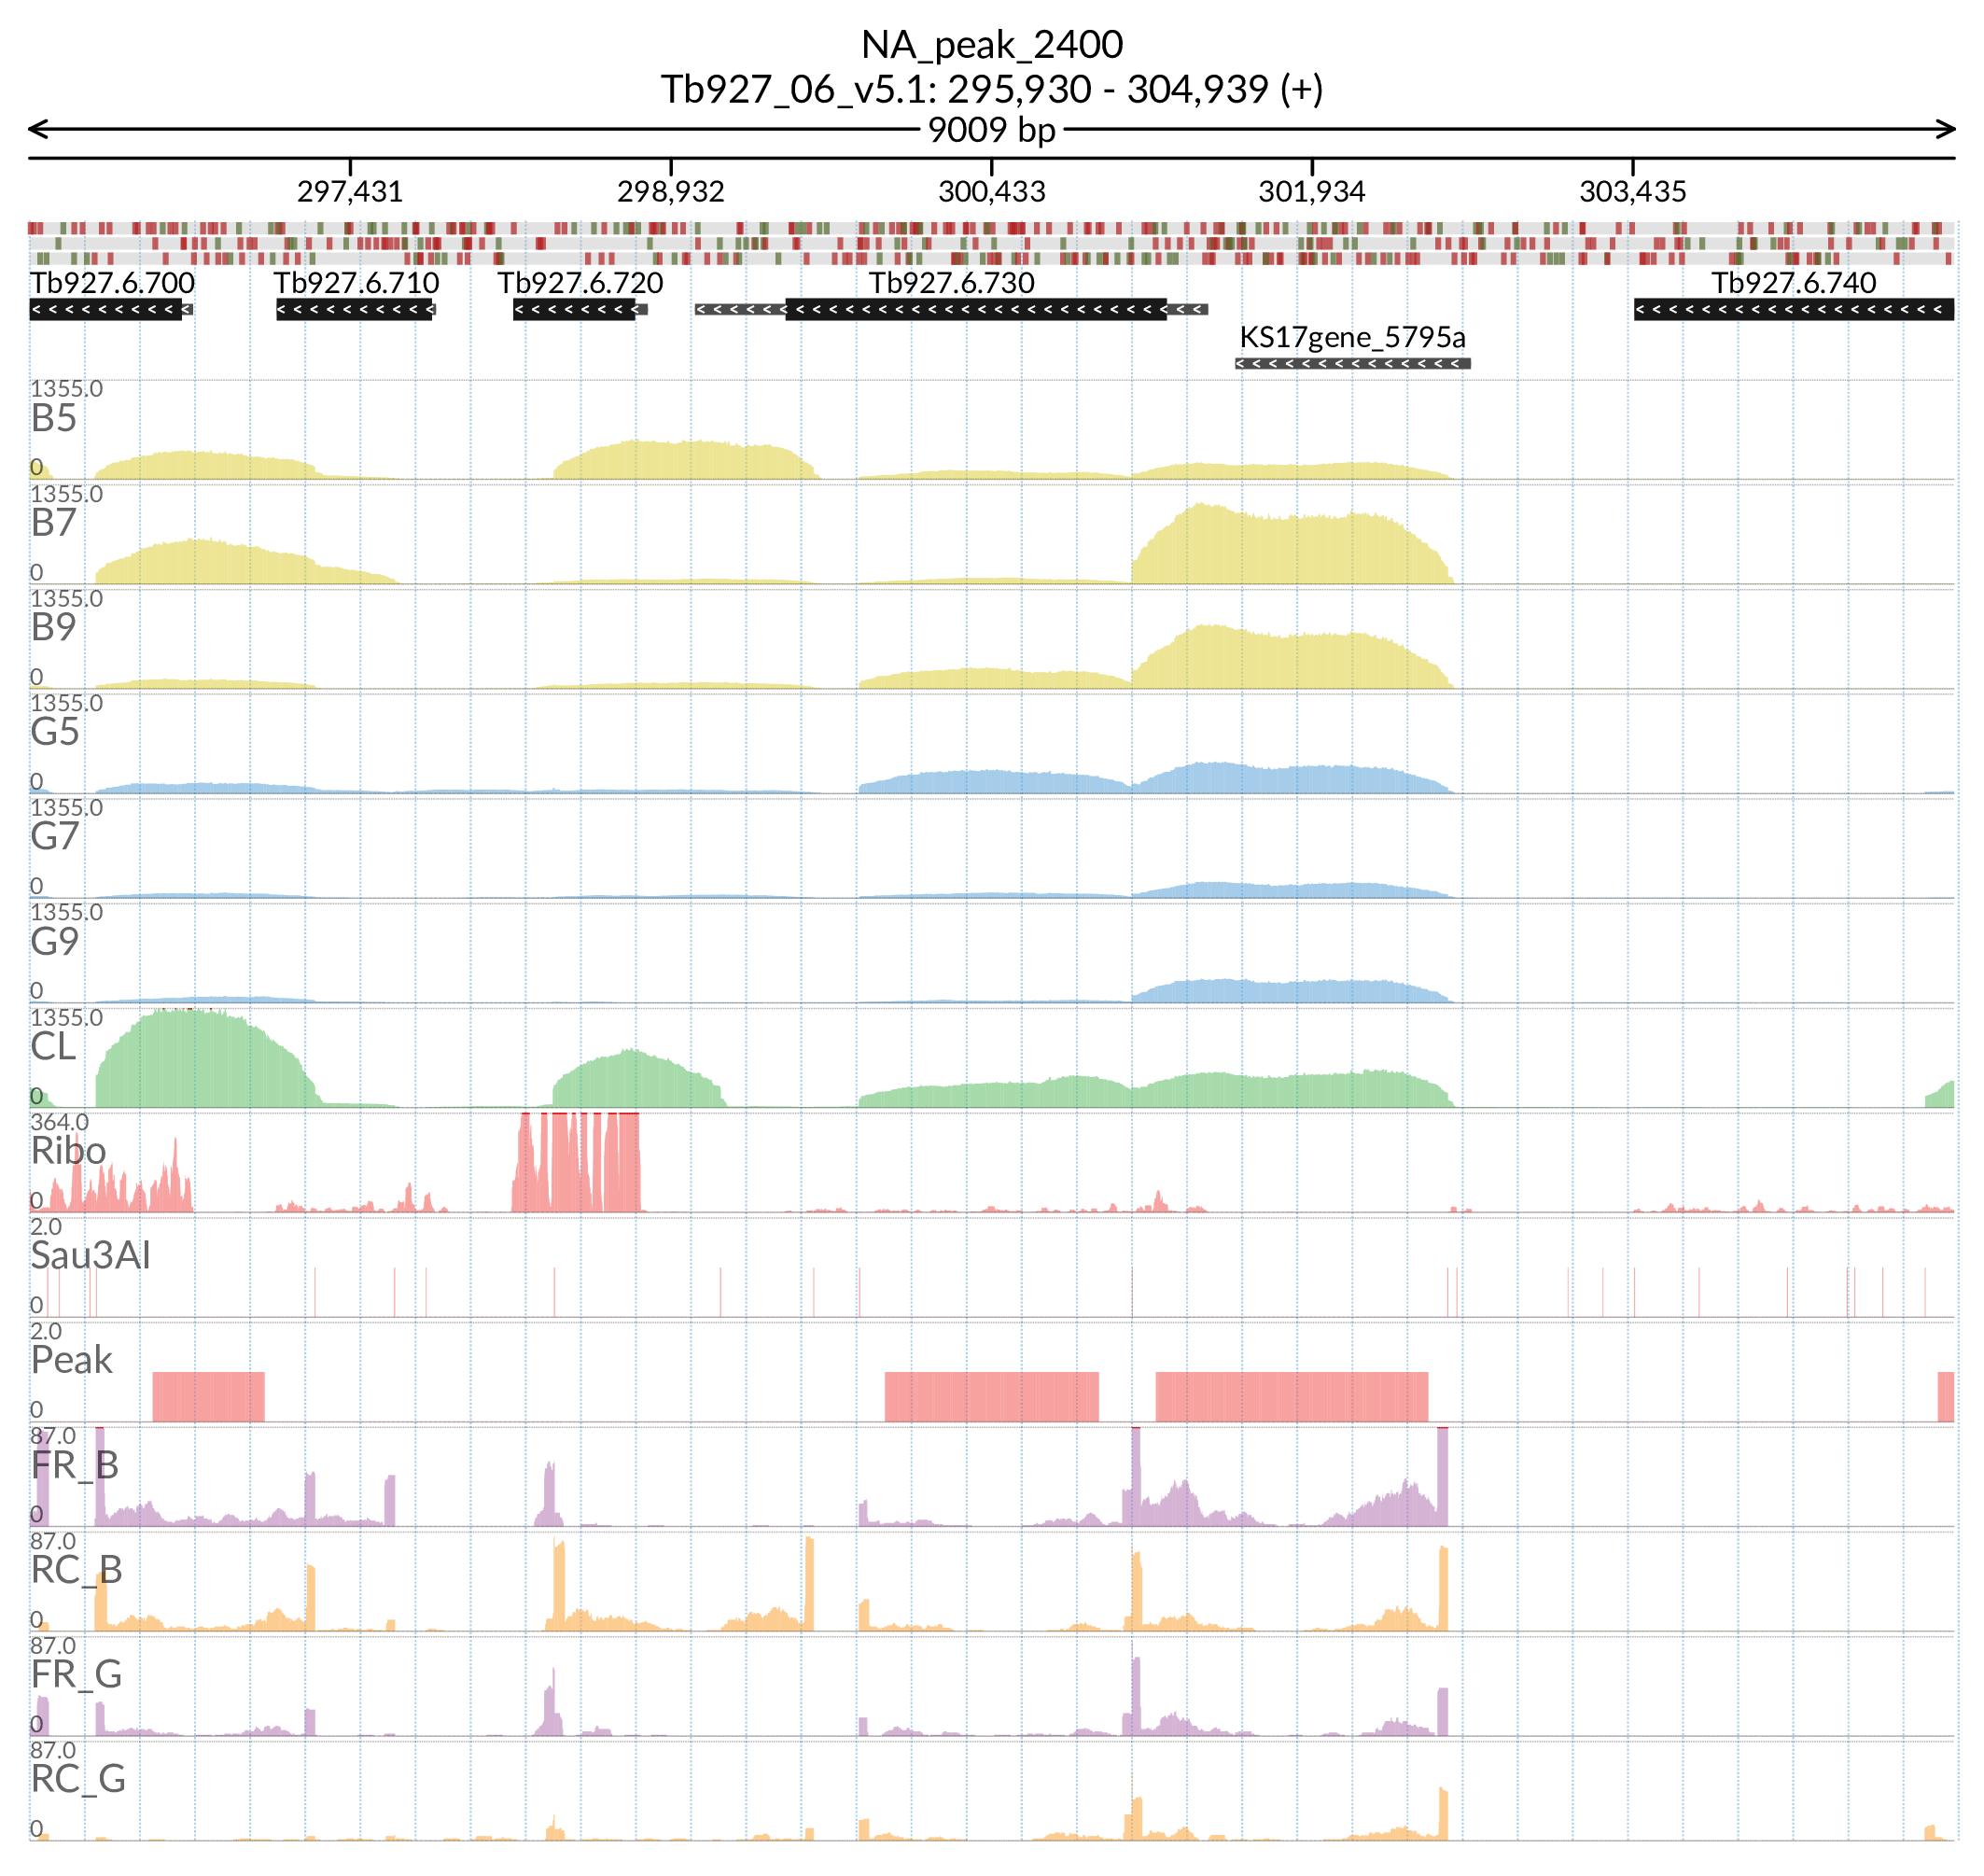 NA_peak_2400
Tb927_06_v5.1: 295,930 - 304,939 (+)
9009 bp
297,431 298,932 300,433 301,934 303,435
Tb927.6.700 Tb927.6.710 Tb927.6.720 Tb927.6.730 Tb927.6.740
KS17gene_5795a
1355.0
B5
0
1355.0
B7
0
1355.0
B9
0
1355.0
G5
0
1355.0
G7
0
1355.0
G9
0
1355.0
CL
0
364.0
Ribo
0
2.0
Sau3AI
0
2.0
Peak
0
87.0
FR_B
0
87.0
RC_B
0
87.0
FR_G
0
87.0
RC_G
0